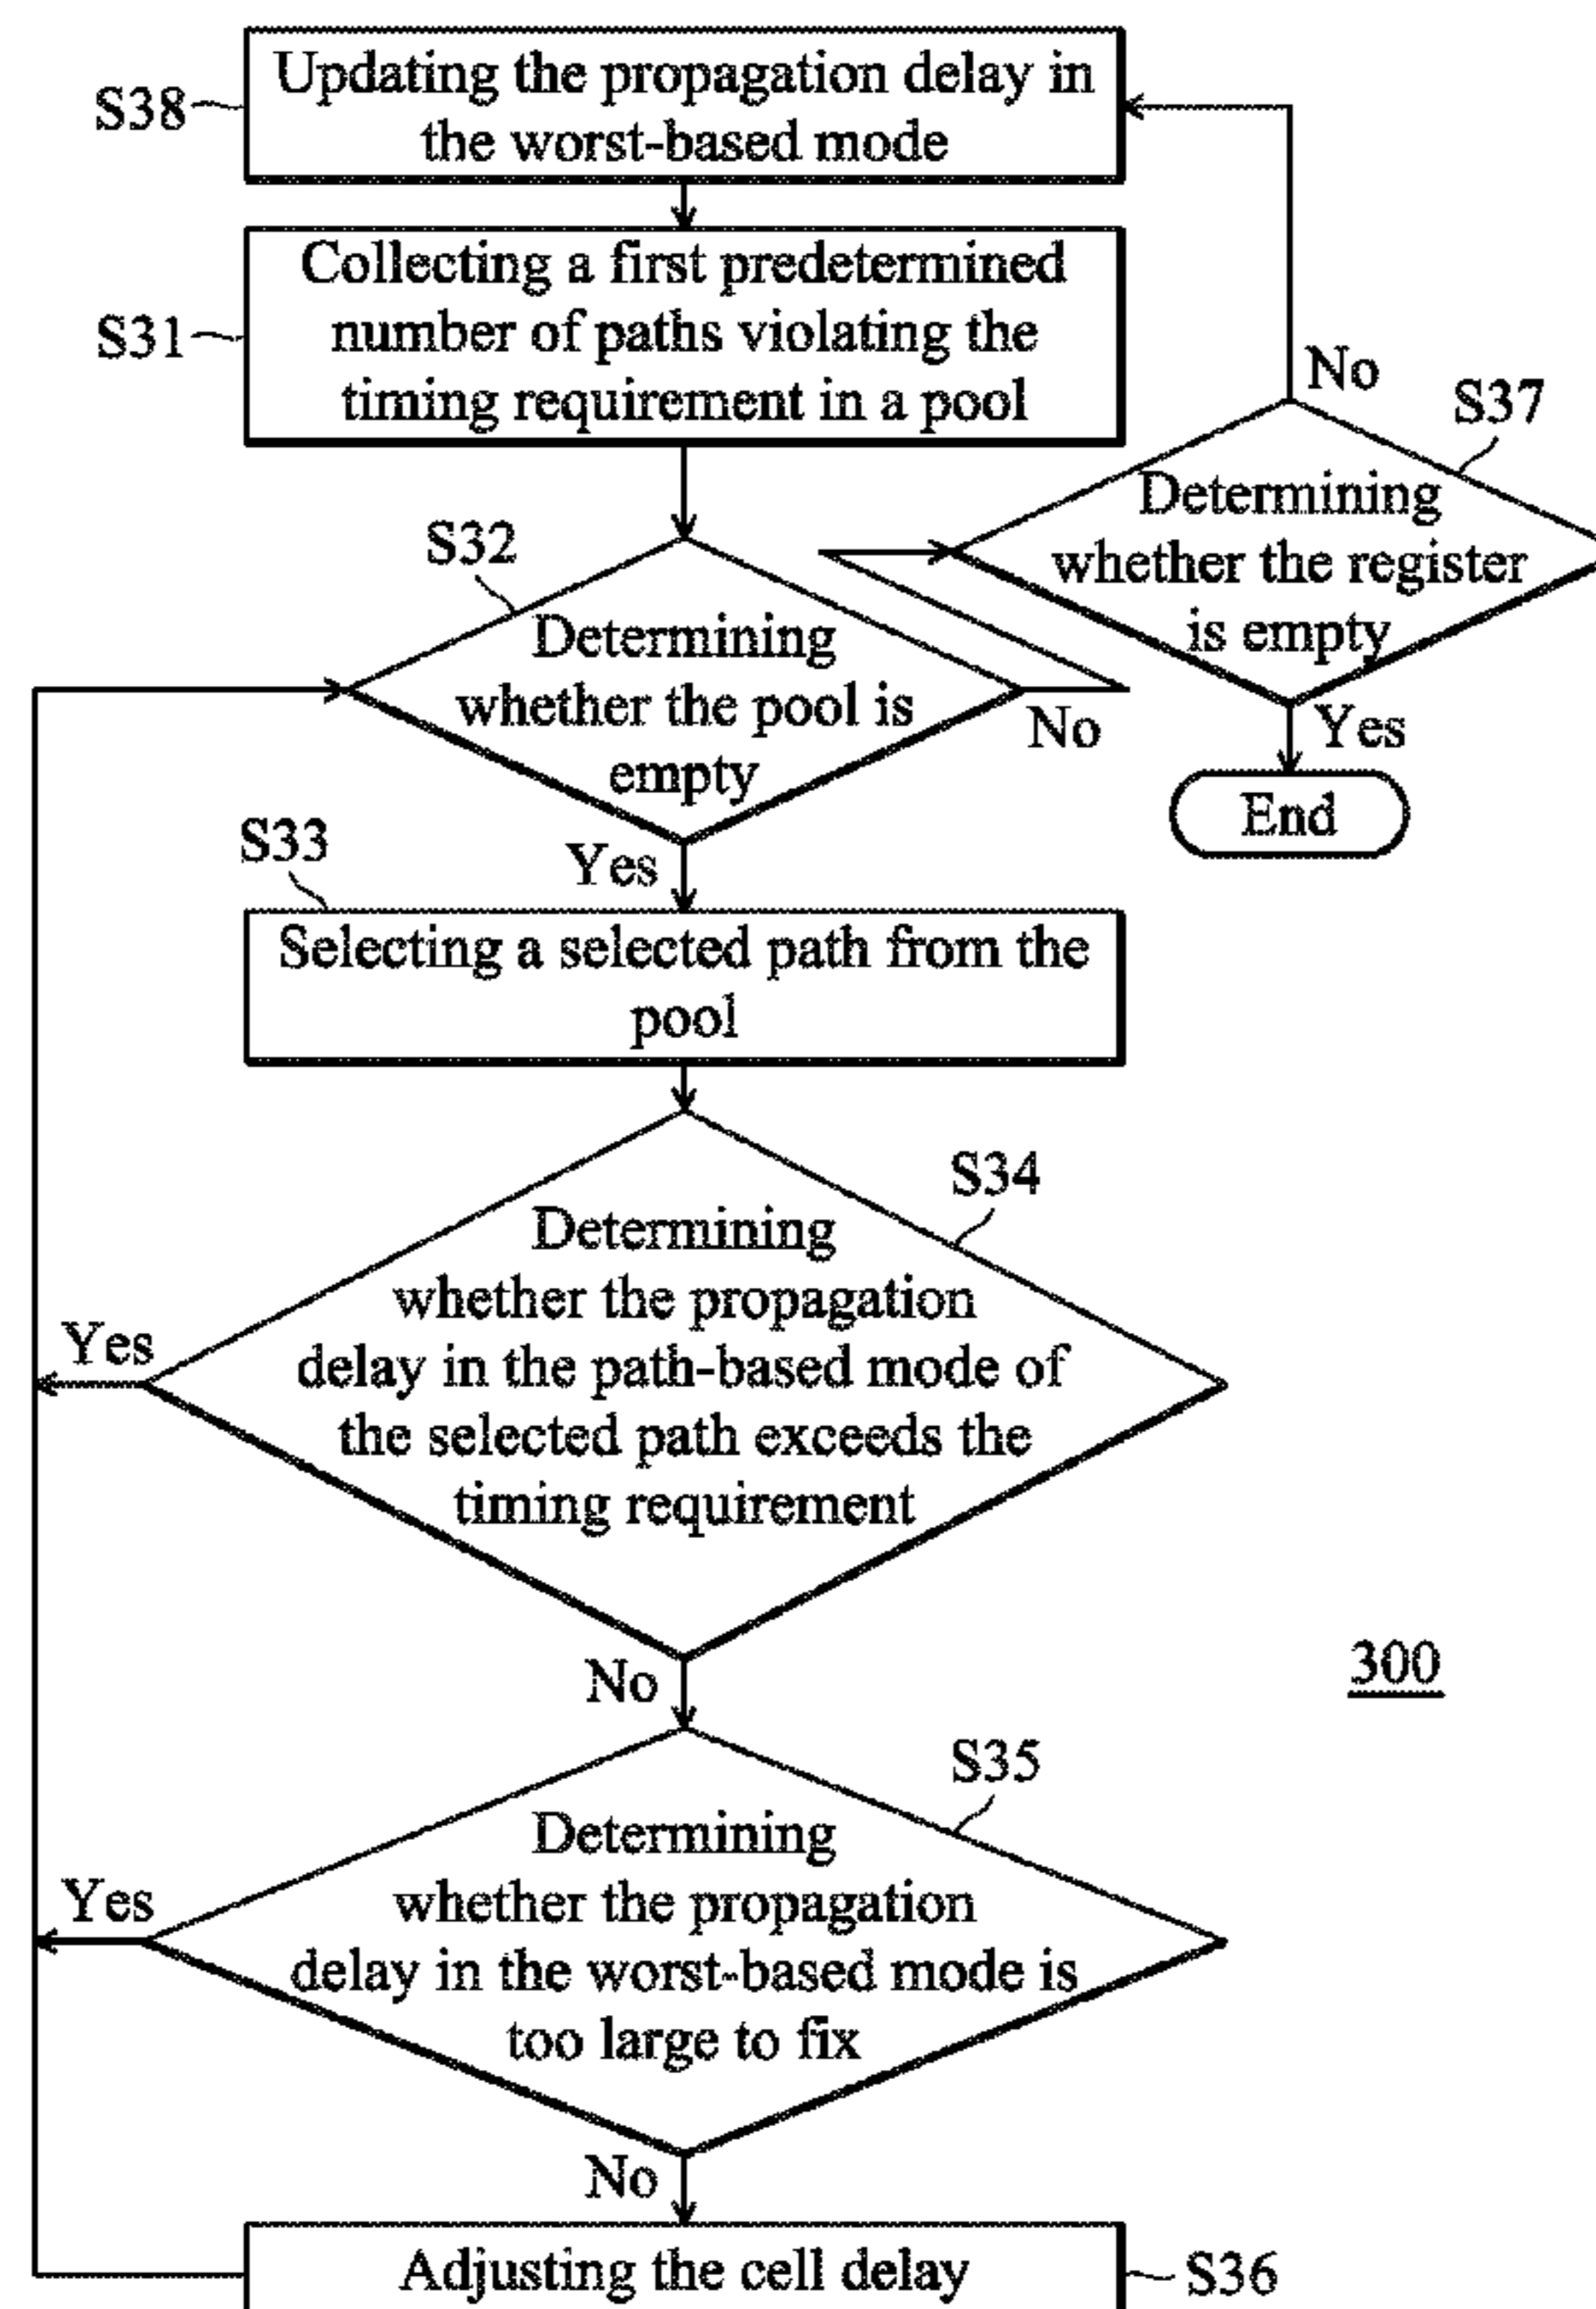 S38
Updating the propagation delay in
the worst-based mode
S31
Collecting a first predetermined
number of paths violating the
timing requirement in a pool
No
S37
Determining
whether the register
is empty
Yes
End
S32
Determining
whether the pool is
empty
No
Yes
S33
Selecting a selected path from the
pool
S34
Determining
whether the propagation
delay in the path-based mode of
the selected path exceeds the
timing requirement
Yes
No
300
S35
Determining
whether the propagation
delay in the worst-based mode is
too large to fix
Yes
No
Adjusting the cell delay
S36